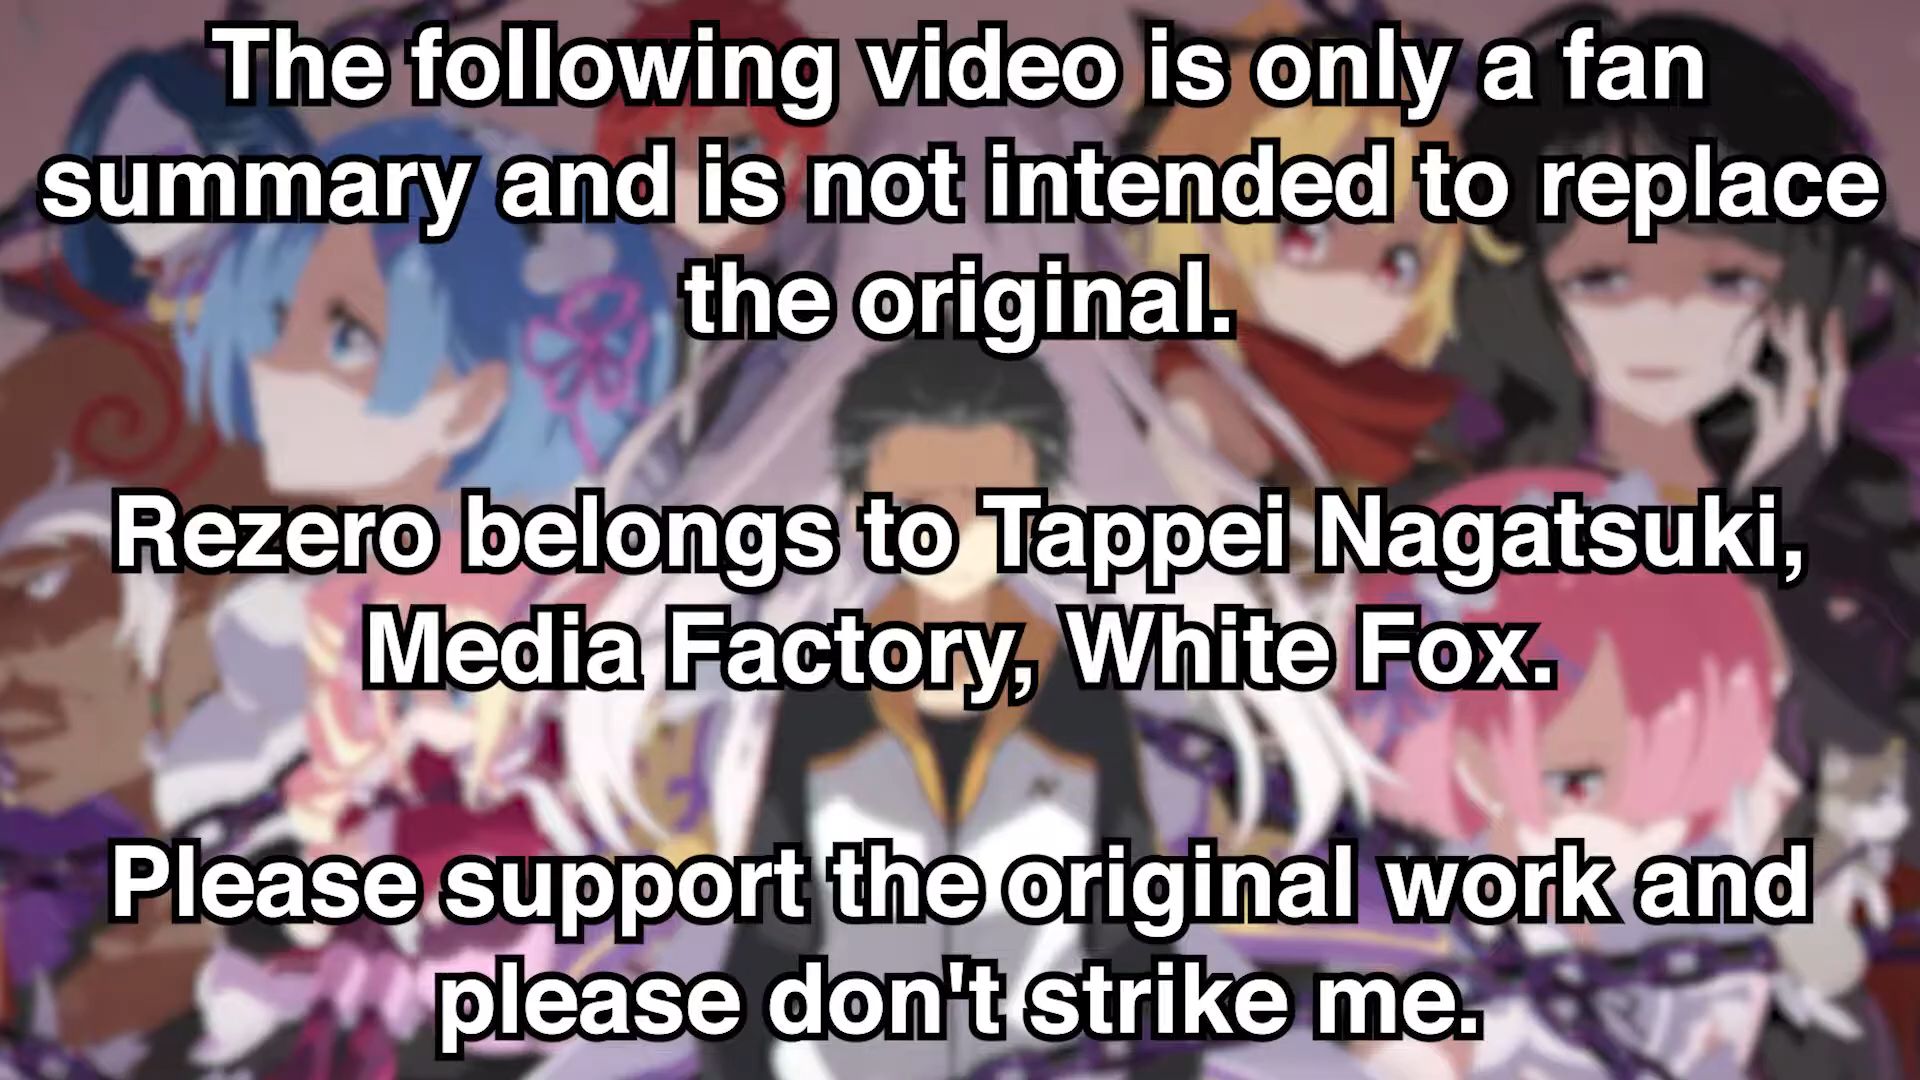 The following video is only a fan
summary and is not intended to replace
the original.
Rezero belongs to Tappei Nagatsuki,
Media Factory, White Fox.
Please support the original work and
please don't strike me.